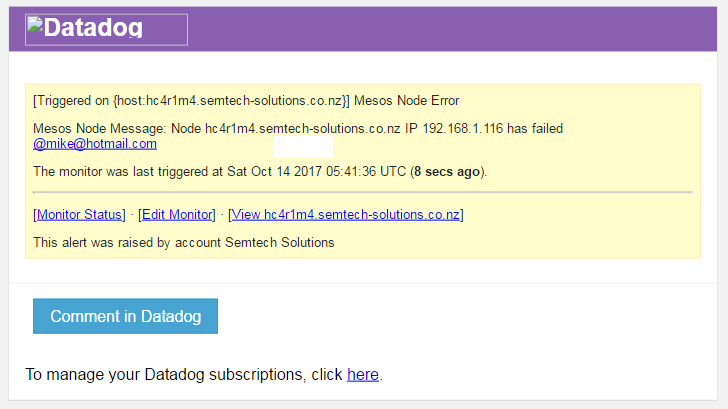 Datadog
[Triggered on {host:hc4r1m4.semtech-solutions.co.nz}] Mesos Node Error
Mesos Node Message: Node hc4r1m4.semtech-solutions.co.nz IP 192.168.1.116 has failed
@mike@hotmail.com
The monitor was last triggered at Sat Oct 14 2017 05:41:36 UTC (8 secs ago).
[Monitor Status] · [Edit Monitor] · [View hc4r1m4.semtech-solutions.co.nz]
This alert was raised by account Semtech Solutions
Comment in Datadog
To manage your Datadog subscriptions, click here.